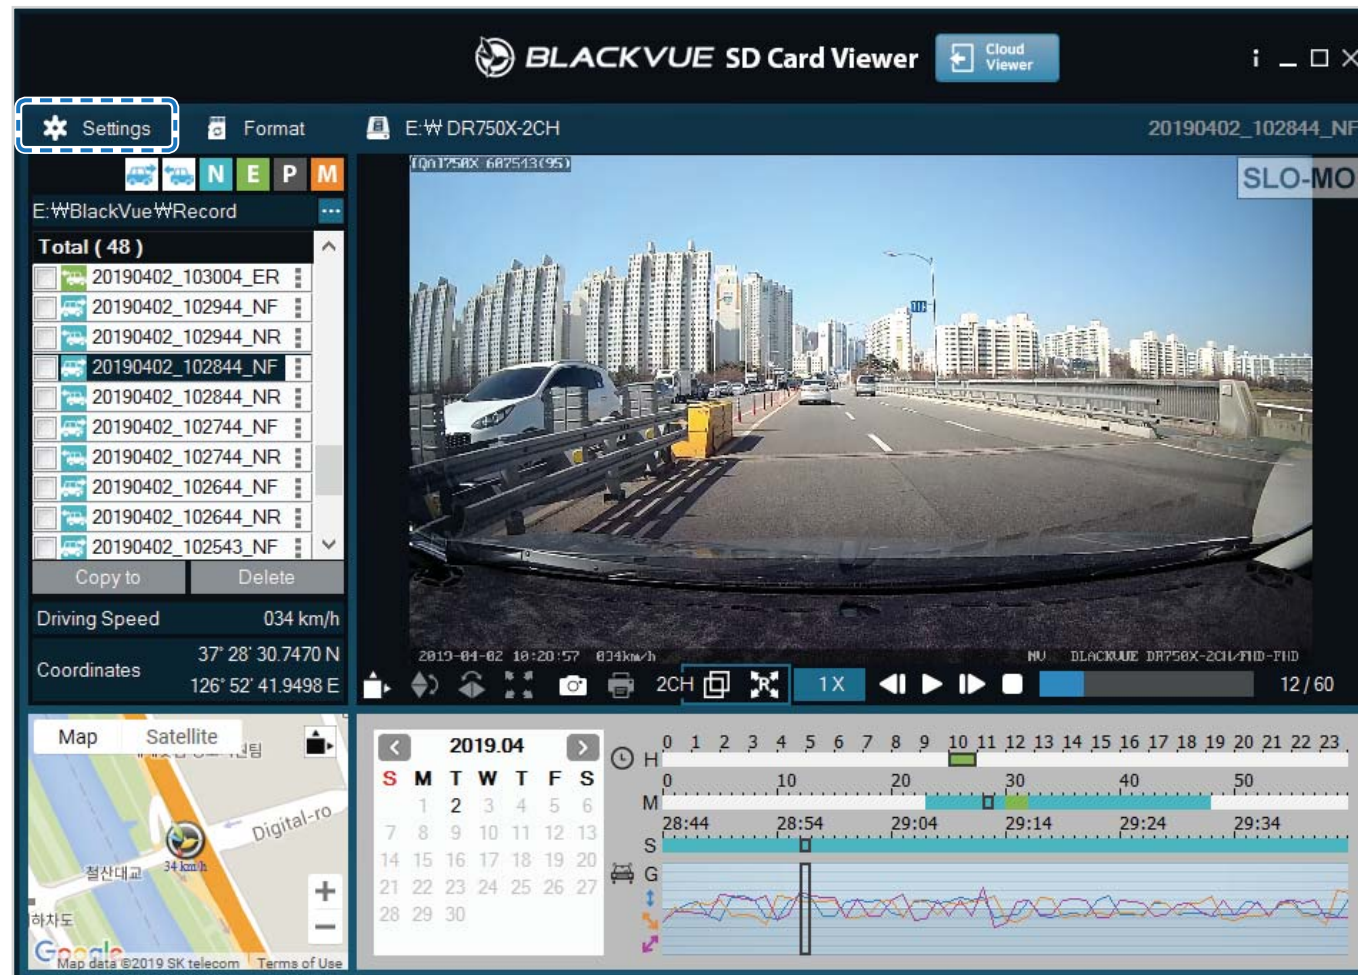 BLACKVUE SD Card Viewer
Cloud
Viewer
Settings
Format
E:₩DR750X-2CH
20190402_102844_NF
N E P M
E:₩BlackVue₩Record
Total ( 48 )
20190402_103004_ER
20190402_102944_NF
20190402_102944_NR
20190402_102844_NF
20190402_102844_NR
20190402_102744_NF
20190402_102744_NR
20190402_102644_NF
20190402_102644_NR
20190402_102543_NF
Copy to
Delete
Driving Speed 034 km/h
Coordinates
37° 28' 30.7470 N
126° 52' 41.9498 E
SLO-MO
2019-04-02 10:20:57 034km/h
BLACKVUE DR750X-2CH/FHD-FHD
2CH
R
1X
12 / 60
Map
Satellite
Digital-ro
34 km/h
철산대교
하차도
Google
Map data ©2019 SK telecom
Terms of Use
2019.04
S M T W T F S
1 2 3 4 5 6
7 8 9 10 11 12 13
14 15 16 17 18 19 20
21 22 23 24 25 26 27
28 29 30
H 0 1 2 3 4 5 6 7 8 9 10 11 12 13 14 15 16 17 18 19 20 21 22 23
M 0 10 20 30 40 50
28:44 28:54 29:04 29:14 29:24 29:34
S
G